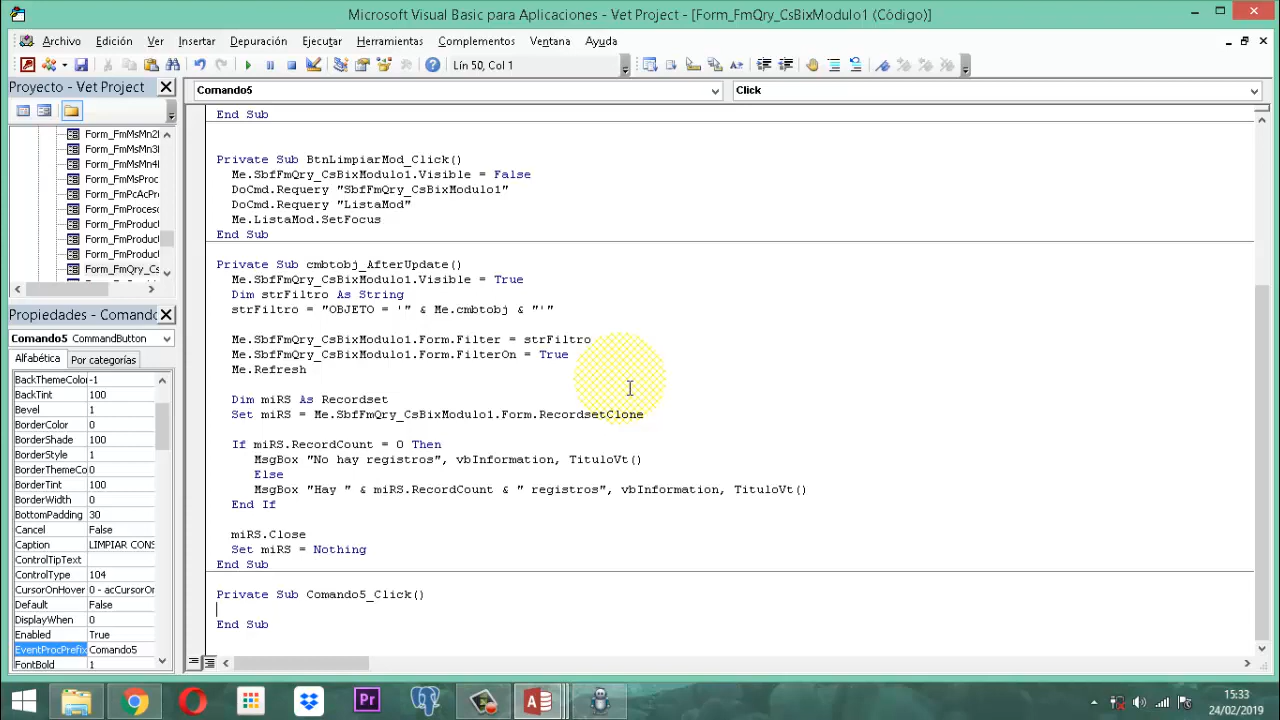 Microsoft Visual Basic para Aplicaciones - Vet Project - [Form_FmQry_CsBixModulo1 (Código)]
Archivo Edición Ver Insertar Formato Depuración Ejecutar Herramientas Complementos Ventana Ayuda
Lín 50, Col 1
Proyecto - Vet Project
Comando5
Click
Form_FmMsMn2
Form_FmMsMn3
Form_FmMsMn4
Form_FmMsProc
Form_FmPcAcPr
Form_FmProceso
Form_FmProduct
Form_FmProduct
Form_FmProduct
Form_FmQry_Cs
Propiedades - Comando
Comando5 CommandButton
Alfabética Por categorías
BackThemeColor -1
BackTint 100
Bevel 1
BorderColor 0
BorderShade 100
BorderStyle 1
BorderThemeCo 0
BorderTint 100
BorderWidth 0
BottomPadding 30
Cancel False
Caption LIMPIAR CONS
ControlTipText
ControlType 104
CursorOnHover 0 - acCursorOn
Default False
DisplayWhen 0
Enabled True
EventProcPrefix Comando5
FontBold 1
End Sub
Private Sub BtnLimpiarMod_Click()
Me.SbfFmQry_CsBixModulo1.Visible = False
DoCmd.Requery "SbfFmQry_CsBixModulo1"
DoCmd.Requery "ListaMod"
Me.ListaMod.SetFocus
End Sub
Private Sub cmbtobj_AfterUpdate()
Me.SbfFmQry_CsBixModulo1.Visible = True
Dim strFiltro As String
strFiltro = "OBJETO = '" & Me.cmbtobj & "'"
Me.SbfFmQry_CsBixModulo1.Form.Filter = strFiltro
Me.SbfFmQry_CsBixModulo1.Form.FilterOn = True
Me.Refresh
Dim miRS As Recordset
Set miRS = Me.SbfFmQry_CsBixModulo1.Form.RecordsetClone
If miRS.RecordCount = 0 Then
MsgBox "No hay registros", vbInformation, TituloVt()
Else
MsgBox "Hay " & miRS.RecordCount & " registros", vbInformation, TituloVt()
End If
miRS.Close
Set miRS = Nothing
End Sub
Private Sub Comando5_Click()
End Sub
Pr
15:33
24/02/2019